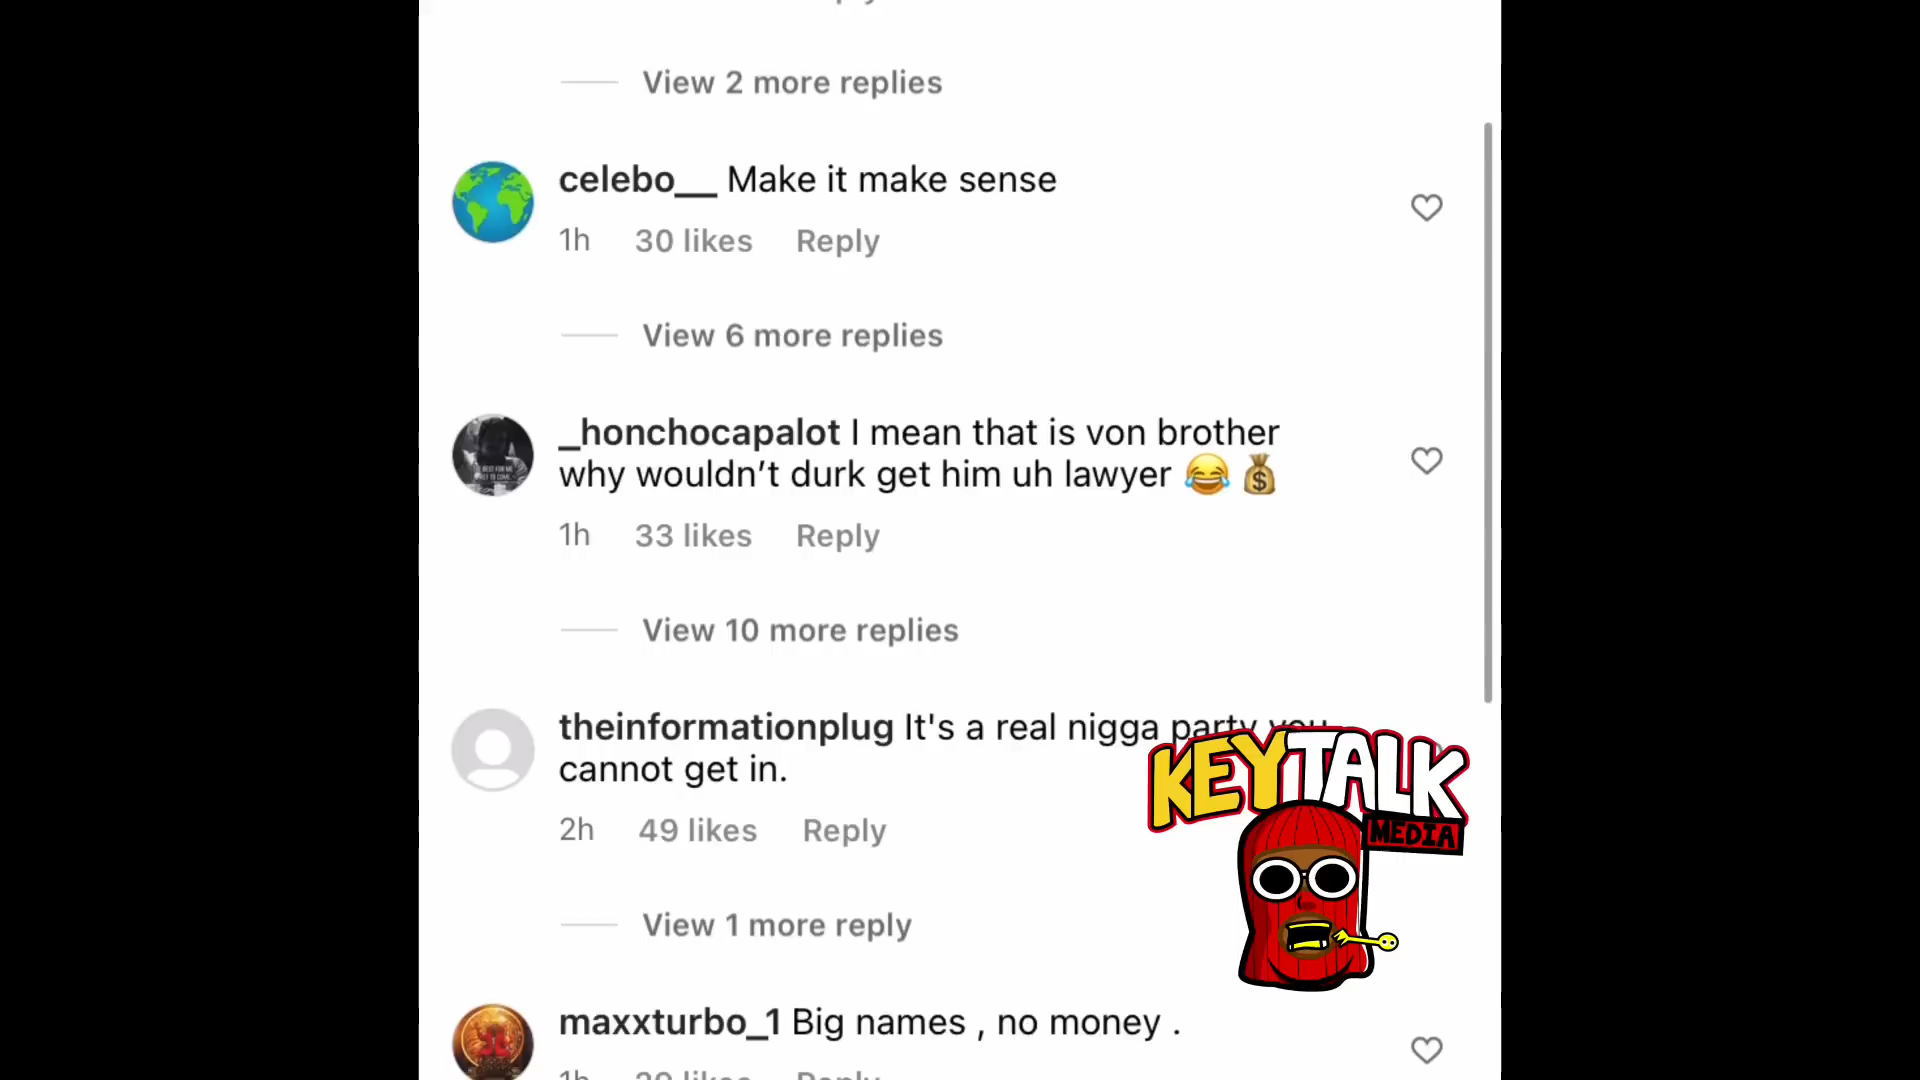 View 2 more replies
celebo__ Make it make sense
1h 30 likes Reply
View 6 more replies
_honchocapalot I mean that is von brother
why wouldn't durk get him uh lawyer 😂 💰
1h 33 likes Reply
View 10 more replies
theinformationplug It's a real nigga party you
cannot get in.
2h 49 likes Reply
KEYTALK
MEDIA
View 1 more reply
maxxturbo_1 Big names , no money .